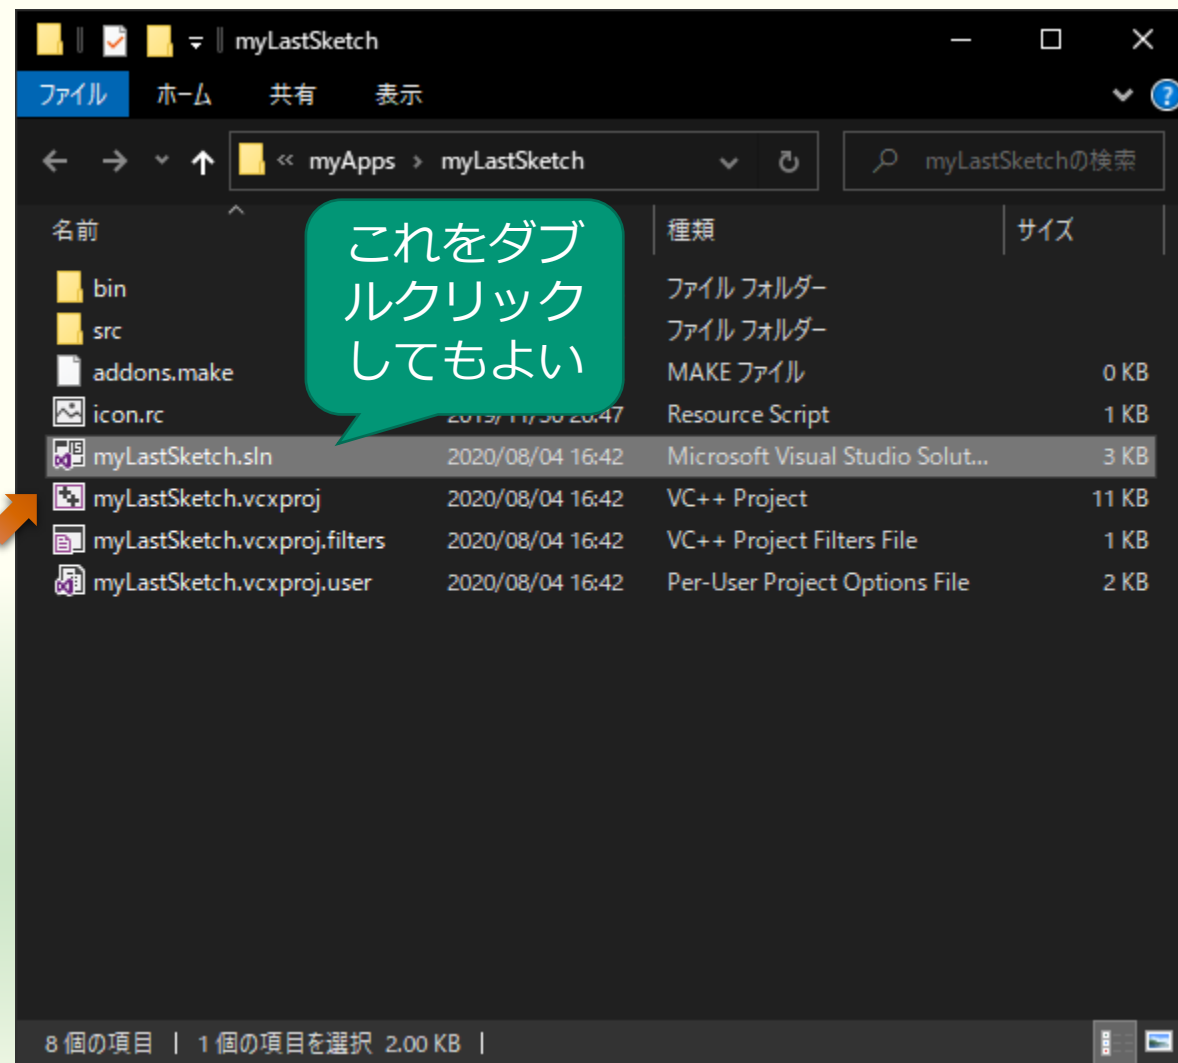 myLastSketch
ファイル ホーム 共有 表示
« myApps › myLastSketch myLastSketchの検索
名前 種類 サイズ
これをダブ
ルクリック
してもよい
bin ファイル フォルダー
src ファイル フォルダー
addons.make MAKE ファイル 0 KB
icon.rc Resource Script 1 KB
myLastSketch.sln 2020/08/04 16:42 Microsoft Visual Studio Solut... 3 KB
myLastSketch.vcxproj 2020/08/04 16:42 VC++ Project 11 KB
myLastSketch.vcxproj.filters 2020/08/04 16:42 VC++ Project Filters File 1 KB
myLastSketch.vcxproj.user 2020/08/04 16:42 Per-User Project Options File 2 KB
8 個の項目 | 1 個の項目を選択 2.00 KB |